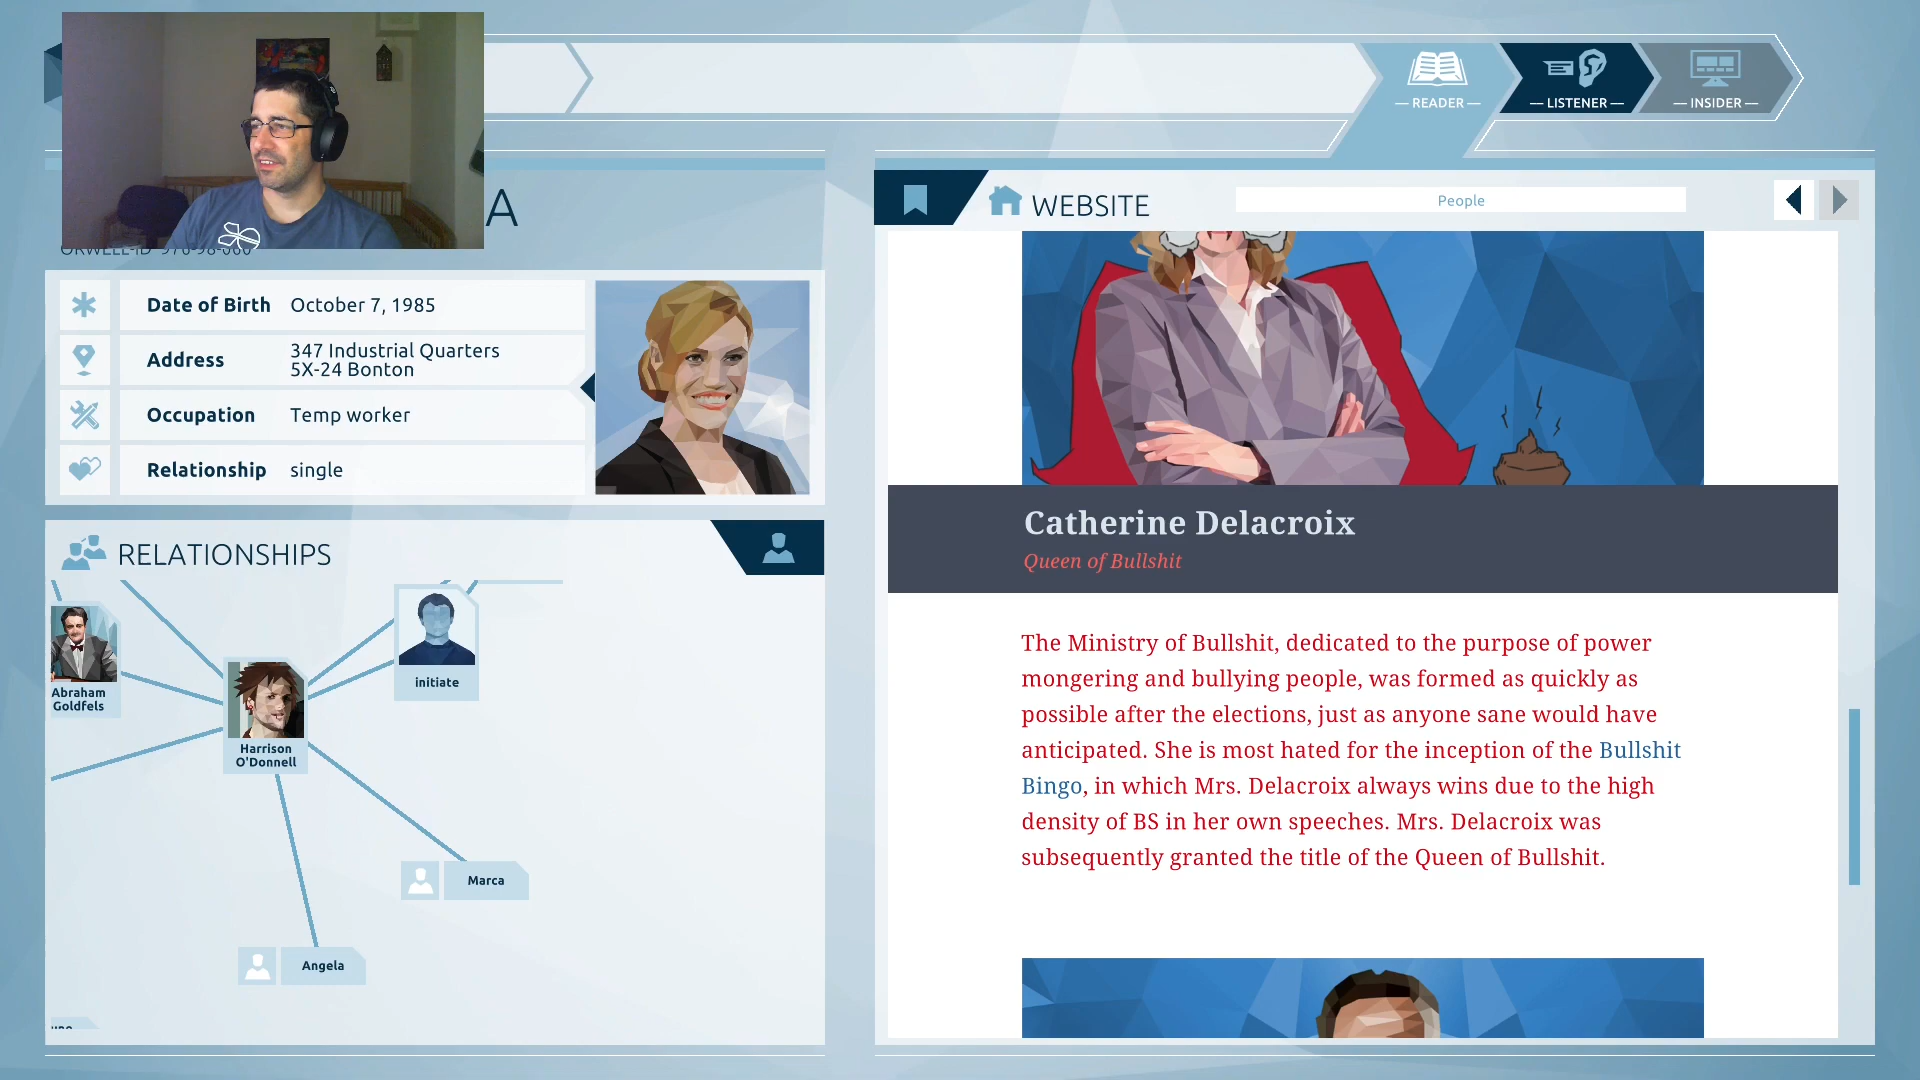 READER
LISTENER
INSIDER
A
ORWELL-ID
WEBSITE
People
Date of Birth October 7, 1985
Address 347 Industrial Quarters
5X-24 Bonton
Occupation Temp worker
Relationship single
RELATIONSHIPS
Abraham
Goldfels
Harrison
O'Donnell
initiate
Marca
Angela
Catherine Delacroix
Queen of Bullshit
The Ministry of Bullshit, dedicated to the purpose of power
mongering and bullying people, was formed as quickly as
possible after the elections, just as anyone sane would have
anticipated. She is most hated for the inception of the Bullshit
Bingo, in which Mrs. Delacroix always wins due to the high
density of BS in her own speeches. Mrs. Delacroix was
subsequently granted the title of the Queen of Bullshit.